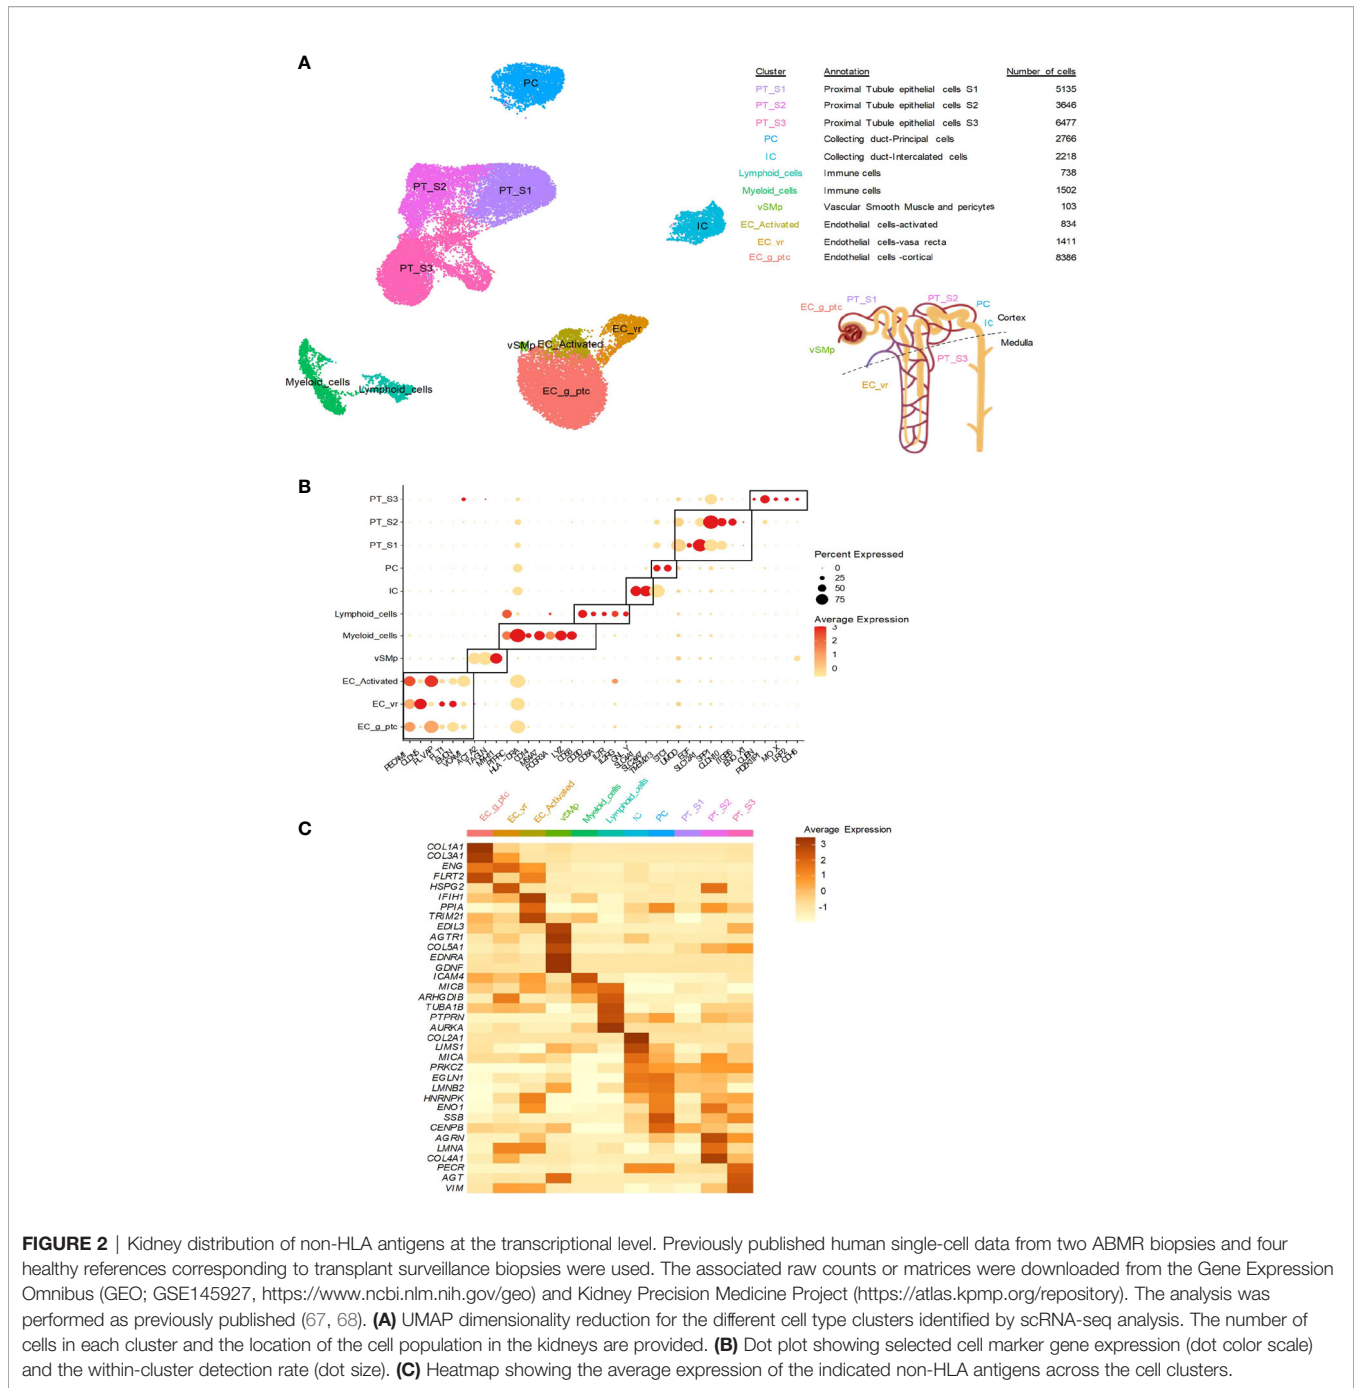 A
PC
PT_S2
PT_S1
PT_S3
IC
vSMp
EC_Activated
EC_vr
EC_g_ptc
Myeloid_cells
Lymphoid_cells
Cluster Annotation Number of cells
PT_S1 Proximal Tubule epithelial cells S1 5135
PT_S2 Proximal Tubule epithelial cells S2 3646
PT_S3 Proximal Tubule epithelial cells S3 6477
PC Collecting duct-Principal cells 2766
IC Collecting duct-Intercalated cells 2218
Lymphoid_cells Immune cells 738
Myeloid_cells Immune cells 1502
vSMp Vascular Smooth Muscle and pericytes 103
EC_Activated Endothelial cells-activated 834
EC_vr Endothelial cells-vasa recta 1411
EC_g_ptc Endothelial cells -cortical 8386
EC_g_ptc
PT_S1
PT_S2
PC
IC
Cortex
Medulla
vSMp
PT_S3
EC_vr
B
PT_S3
PT_S2
PT_S1
PC
IC
Lymphoid_cells
Myeloid_cells
vSMp
EC_Activated
EC_vr
EC_g_ptc
Percent Expressed
0
25
50
75
Average Expression
3
2
1
0
C
EC_g_ptc
EC_vr
EC_Activated
vSMp
Myeloid_cells
Lymphoid_cells
IC
PC
PT_S1
PT_S2
PT_S3
COL1A1
COL3A1
ENG
FLRT2
HSPG2
IFIH1
PPIA
TRIM21
EDIL3
AGTR1
COL5A1
EDNRA
GDNF
ICAM4
MICB
ARHGDIB
TUBA1B
PTPRN
AURKA
COL2A1
LIMS1
MICA
PRKCZ
EGLN1
LMNB2
HNRNPK
ENO1
SSB
CENPB
AGRN
LMNA
COL4A1
PECR
AGT
VIM
Average Expression
3
2
1
0
-1
FIGURE 2 | Kidney distribution of non-HLA antigens at the transcriptional level. Previously published human single-cell data from two ABMR biopsies and four
healthy references corresponding to transplant surveillance biopsies were used. The associated raw counts or matrices were downloaded from the Gene Expression
Omnibus (GEO; GSE145927, https://www.ncbi.nlm.nih.gov/geo) and Kidney Precision Medicine Project (https://atlas.kpmp.org/repository). The analysis was
performed as previously published (67, 68). (A) UMAP dimensionality reduction for the different cell type clusters identified by scRNA-seq analysis. The number of
cells in each cluster and the location of the cell population in the kidneys are provided. (B) Dot plot showing selected cell marker gene expression (dot color scale)
and the within-cluster detection rate (dot size). (C) Heatmap showing the average expression of the indicated non-HLA antigens across the cell clusters.